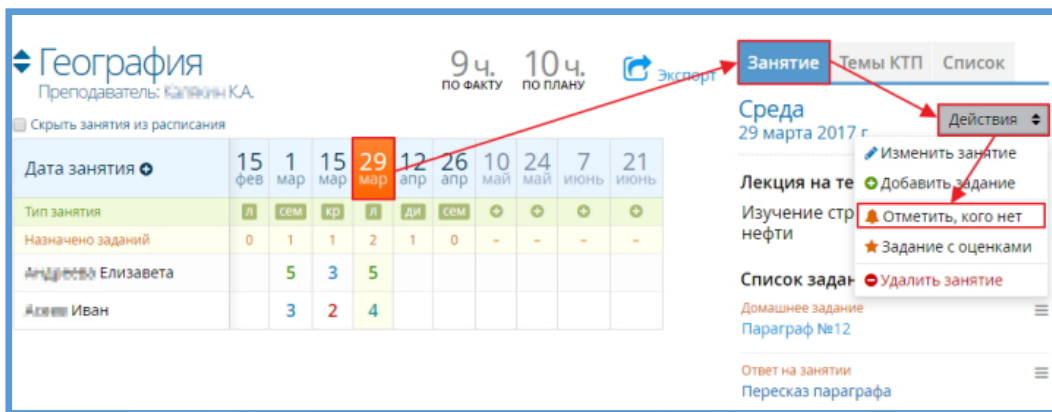 География
Преподаватель: К.А.
9 ч.
ПО ФАКТУ
10 ч.
ПО ПЛАНУ
Экспорт
Скрыть занятия из расписания
Дата занятия 15 фев 1 мар 15 мар 29 мар 12 апр 26 апр 10 май 24 май 7 июнь 21 июнь
Тип занятия Л СЕМ КР Л ДИ СЕМ
Назначено заданий 0 1 1 2 1 0 - - - -
Елизавета 5 3 5
Иван 3 2 4
Занятие Темы КТП Список
Среда
29 марта 2017 г
Действия
Изменить занятие
Добавить задание
Отметить, кого нет
Задание с оценками
Удалить занятие
Лекция на те
Изучение стр
нефти
Список задан
Домашнее задание
Параграф №12
Ответ на занятии
Пересказ параграфа